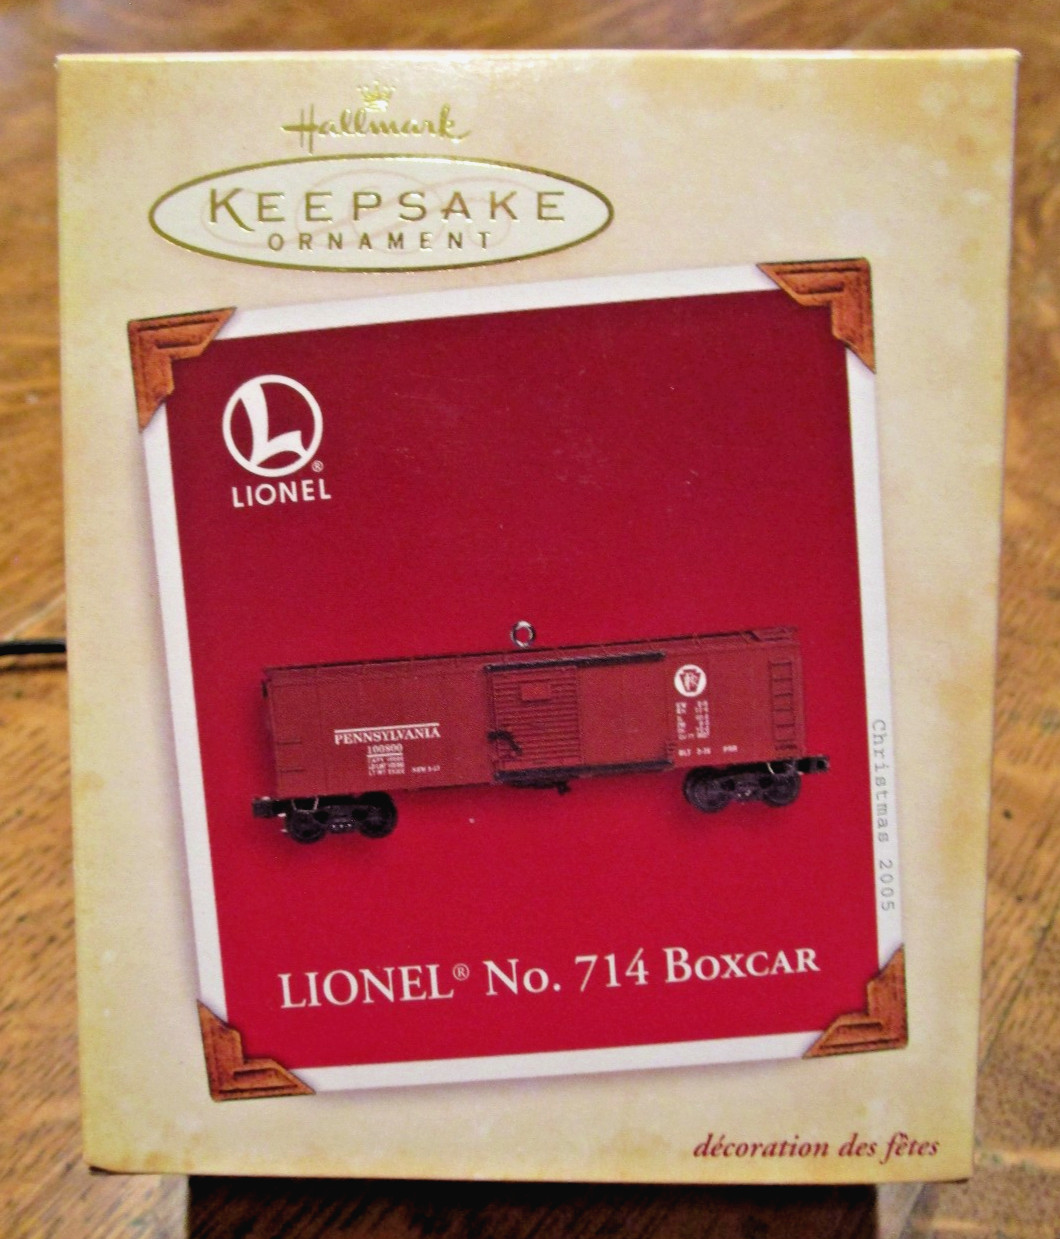 Hallmark
KEEPSAKE
ORNAMENT
L
®
LIONEL
PENNSYLVANIA
100800
Christmas 2005
LIONEL® No. 714 Boxcar
décoration des fêtes